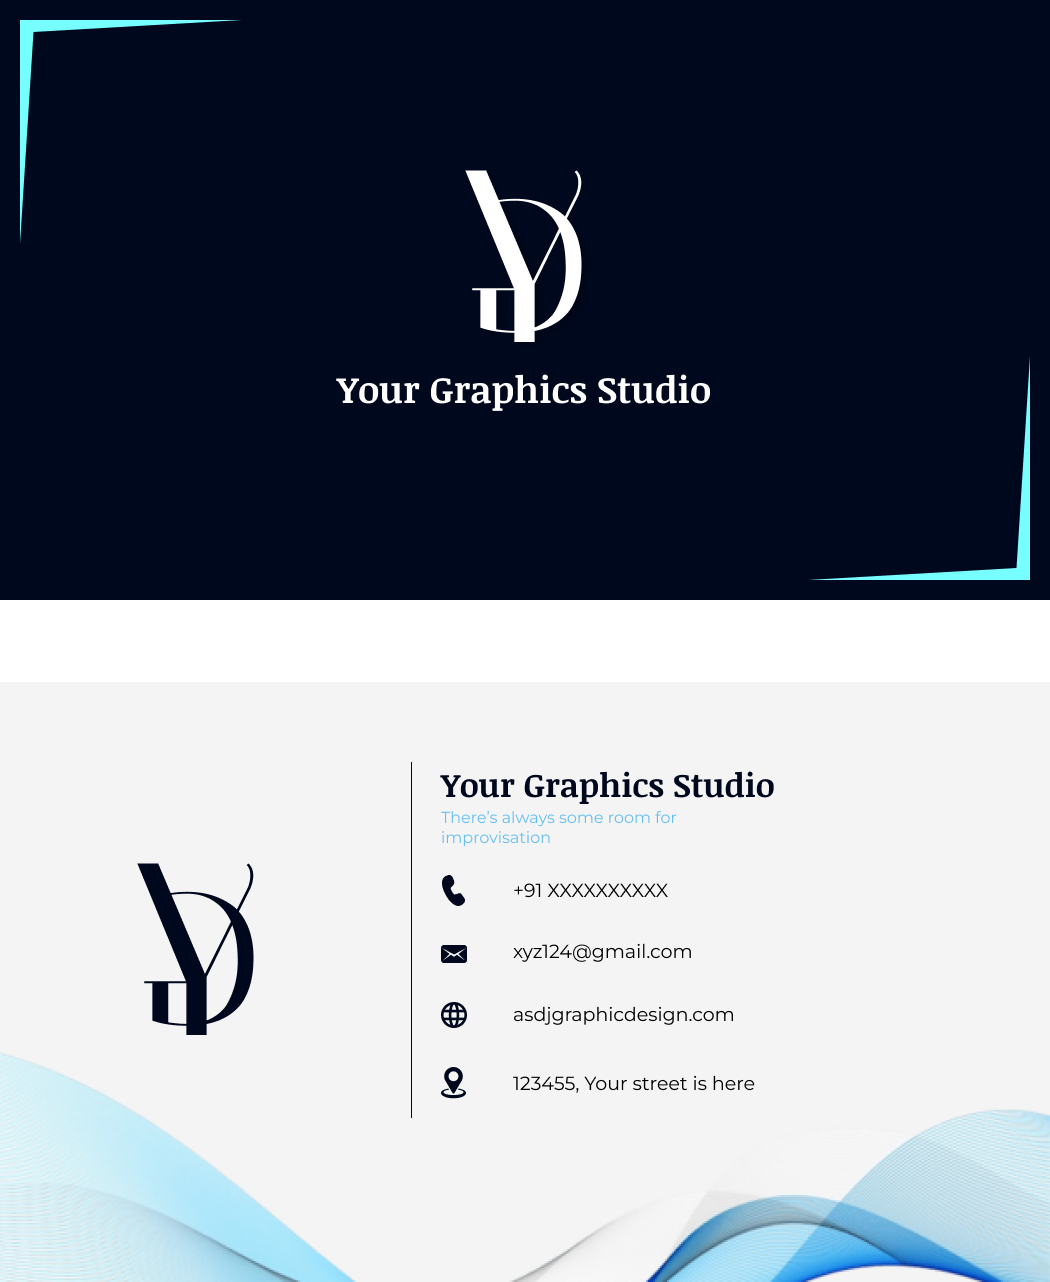 Your Graphics Studio
Your Graphics Studio
There's always some room for
improvisation
+91 XXXXXXXXXX
xyz124@gmail.com
asdjgraphicdesign.com
123455, Your street is here